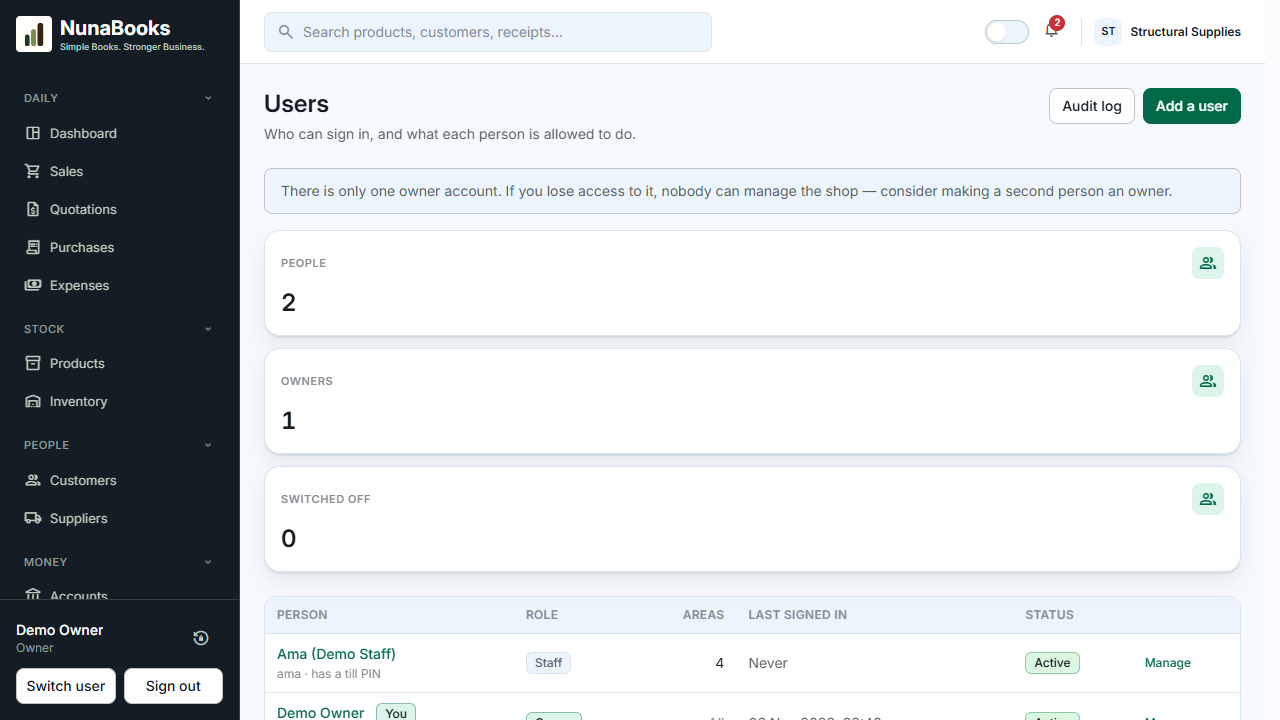 NunaBooks
Simple Books. Stronger Business.
DAILY
Dashboard
Sales
Quotations
Purchases
Expenses
STOCK
Products
Inventory
PEOPLE
Customers
Suppliers
MONEY
Accounts
Demo Owner
Owner
Switch user
Sign out
Search products, customers, receipts...
2
ST
Structural Supplies
Users
Who can sign in, and what each person is allowed to do.
Audit log
Add a user
There is only one owner account. If you lose access to it, nobody can manage the shop — consider making a second person an owner.
PEOPLE
2
OWNERS
1
SWITCHED OFF
0
PERSON ROLE AREAS LAST SIGNED IN STATUS
Ama (Demo Staff) Staff 4 Never Active Manage
ama · has a till PIN
Demo Owner You